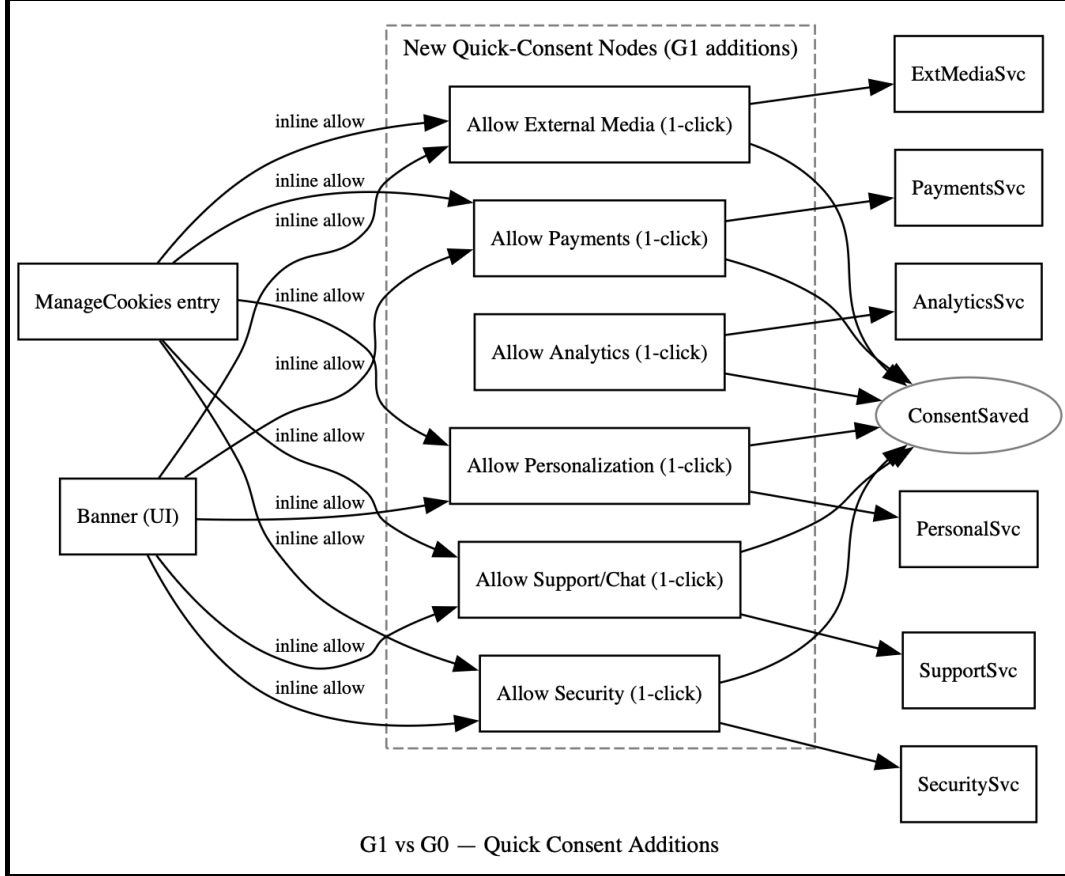 New Quick-Consent Nodes (G1 additions)
ExtMediaSvc
inline allow
Allow External Media (1-click)
inline allow
PaymentsSvc
inline allow
Allow Payments (1-click)
ManageCookies entry
inline allow
AnalyticsSvc
Allow Analytics (1-click)
inline allow
ConsentSaved
inline allow
Allow Personalization (1-click)
inline allow
Banner (UI)
PersonalSvc
inline allow
Allow Support/Chat (1-click)
inline allow
SupportSvc
inline allow
Allow Security (1-click)
SecuritySvc
G1 vs G0 — Quick Consent Additions